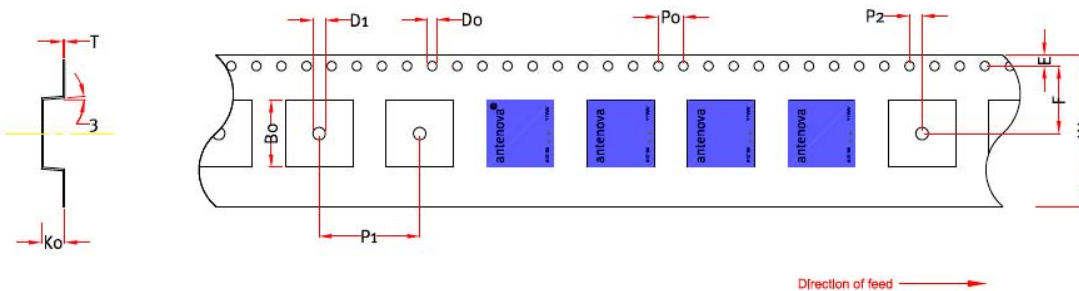 D1
Do
Po
P2
T
E
F
3
Bo
antenova
antenova
antenova
antenova
Ko
P1
Direction of feed